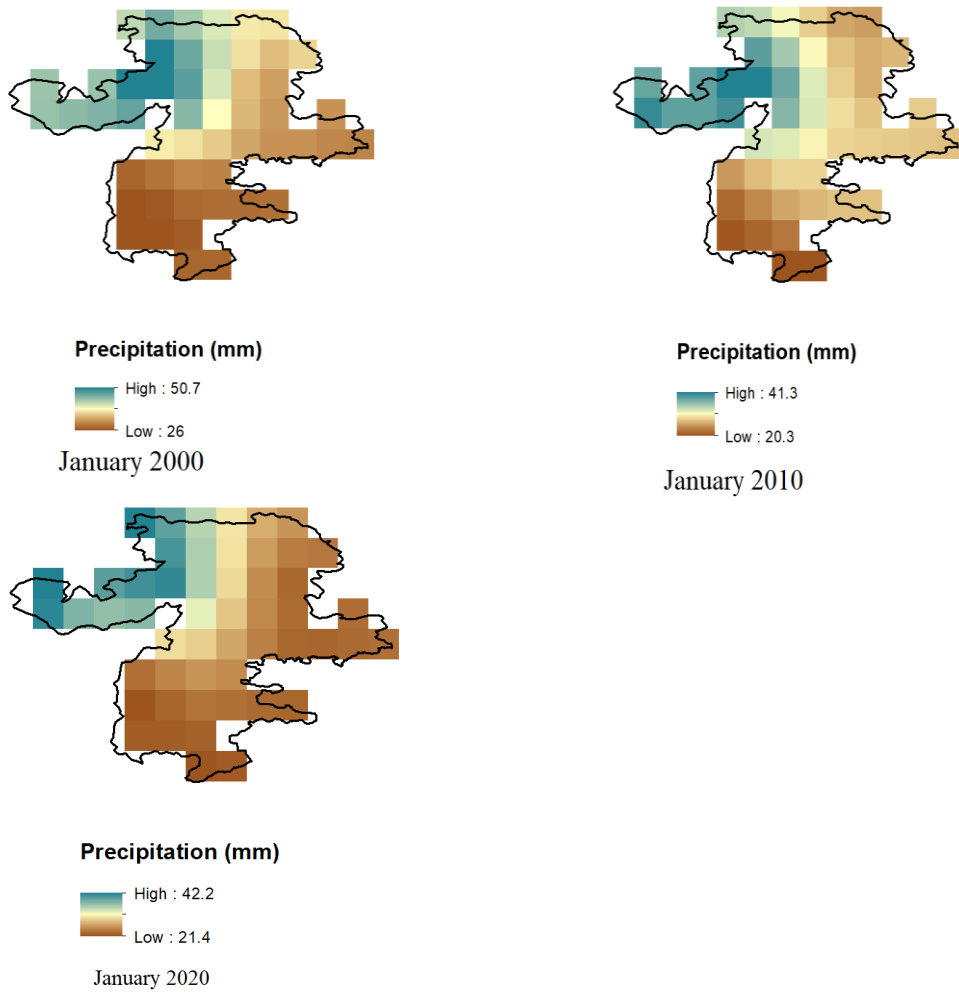 Precipitation (mm)
High : 50.7
Low : 26
January 2000
Precipitation (mm)
High : 41.3
Low : 20.3
January 2010
Precipitation (mm)
High : 42.2
Low : 21.4
January 2020